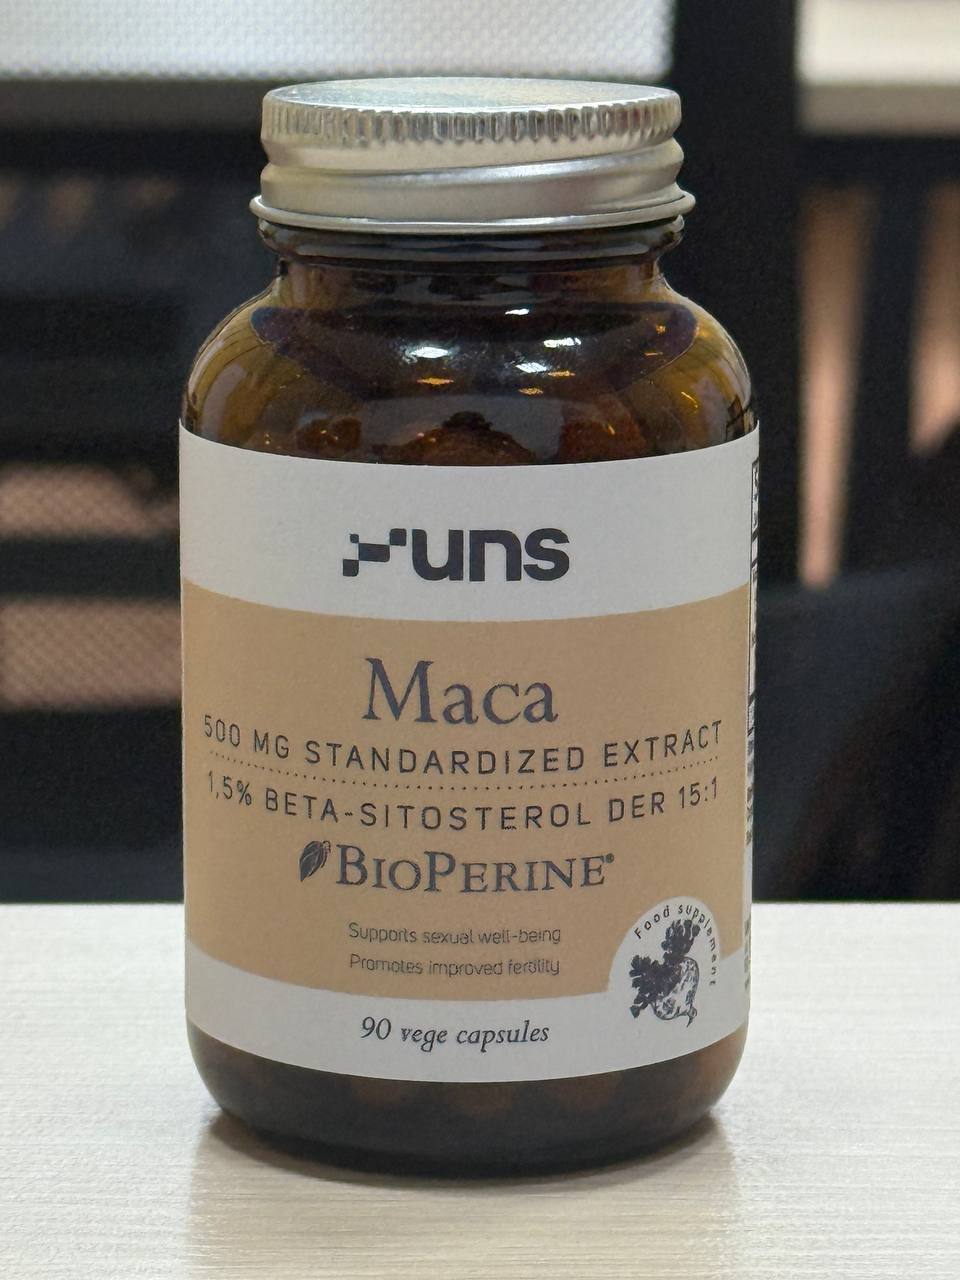 uns
Maca
500 MG STANDARDIZED EXTRACT
1,5% BETA-SITOSTEROL DER 15:1
BIOPERINE®
Supports sexual well-being
Promotes improved fertility
Food supplement
90 vege capsules